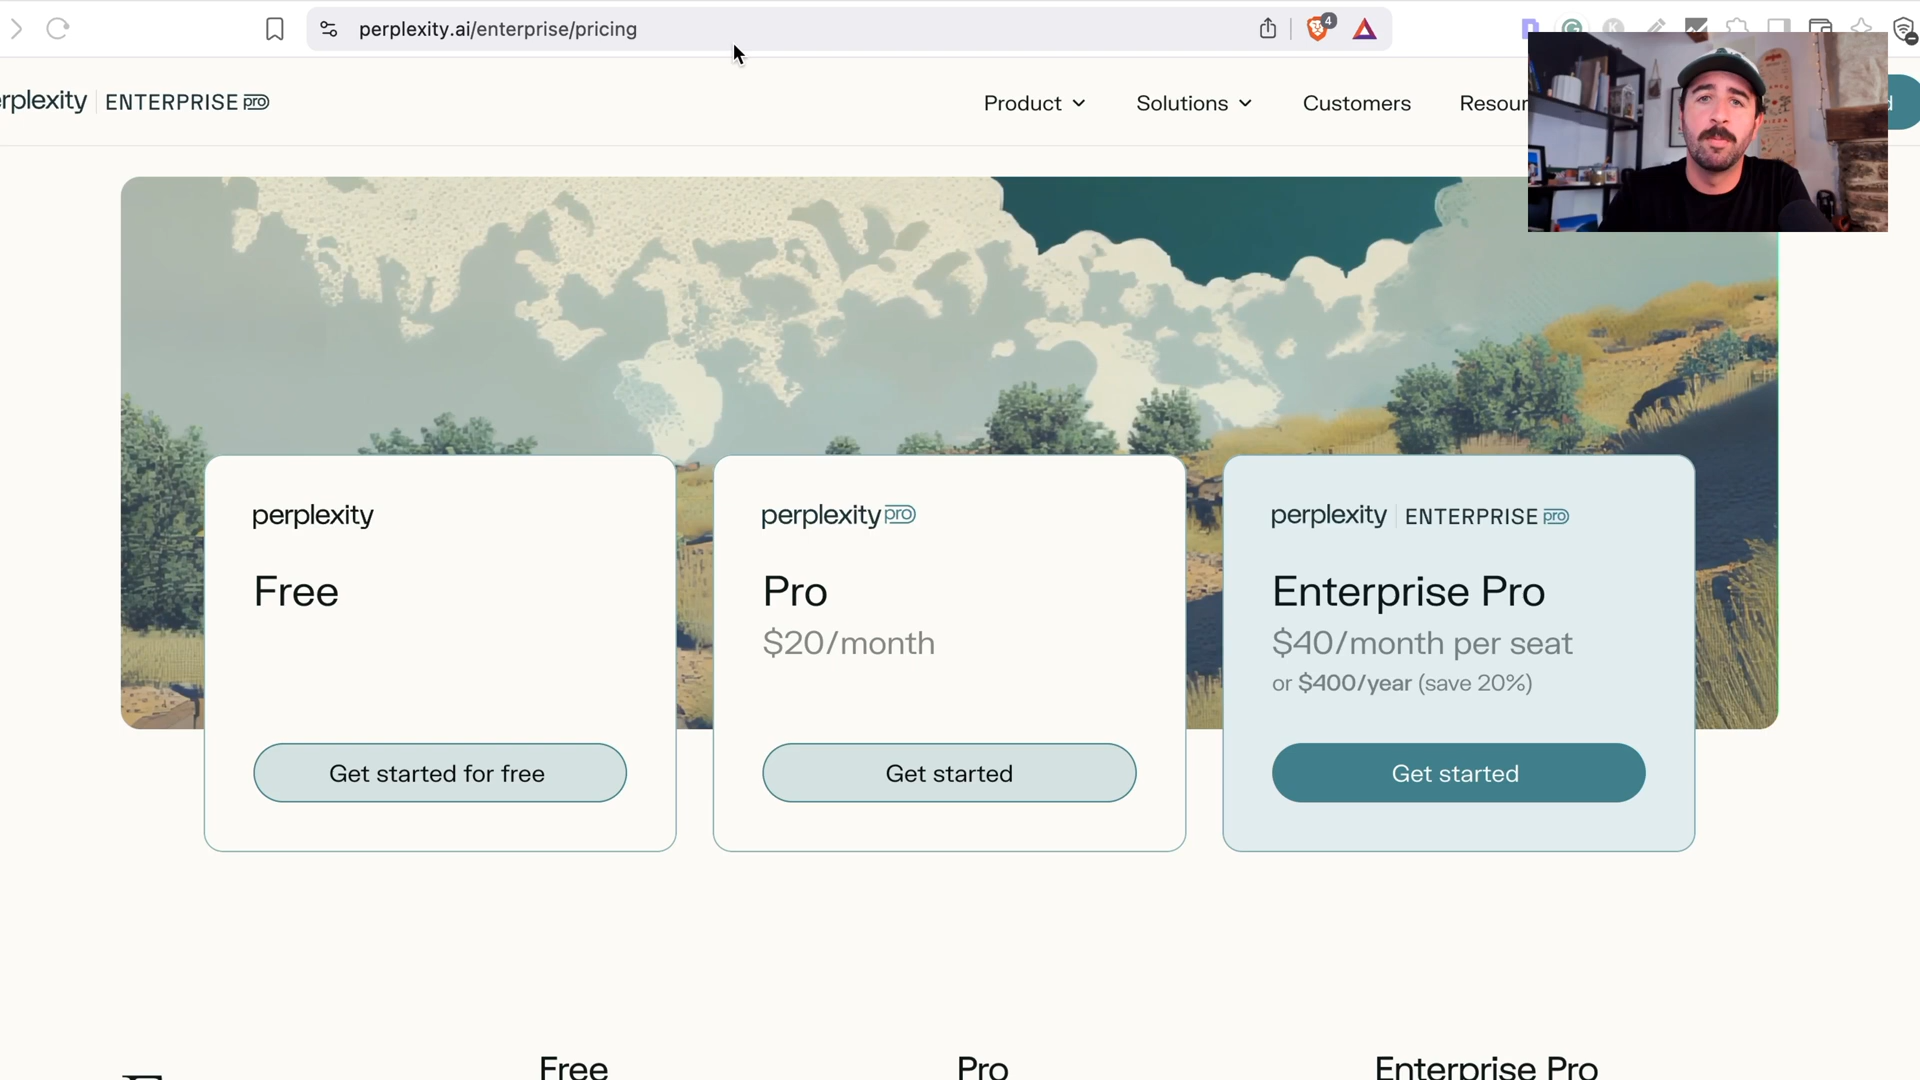 perplexity.ai/enterprise/pricing
4
rplexity ENTERPRISE pro
Product
Solutions
Customers
Resour
perplexity
Free
Get started for free
perplexity pro
Pro
$20/month
Get started
perplexity ENTERPRISE pro
Enterprise Pro
$40/month per seat
or $400/year (save 20%)
Get started
Free
Pro
Enterprise Pro